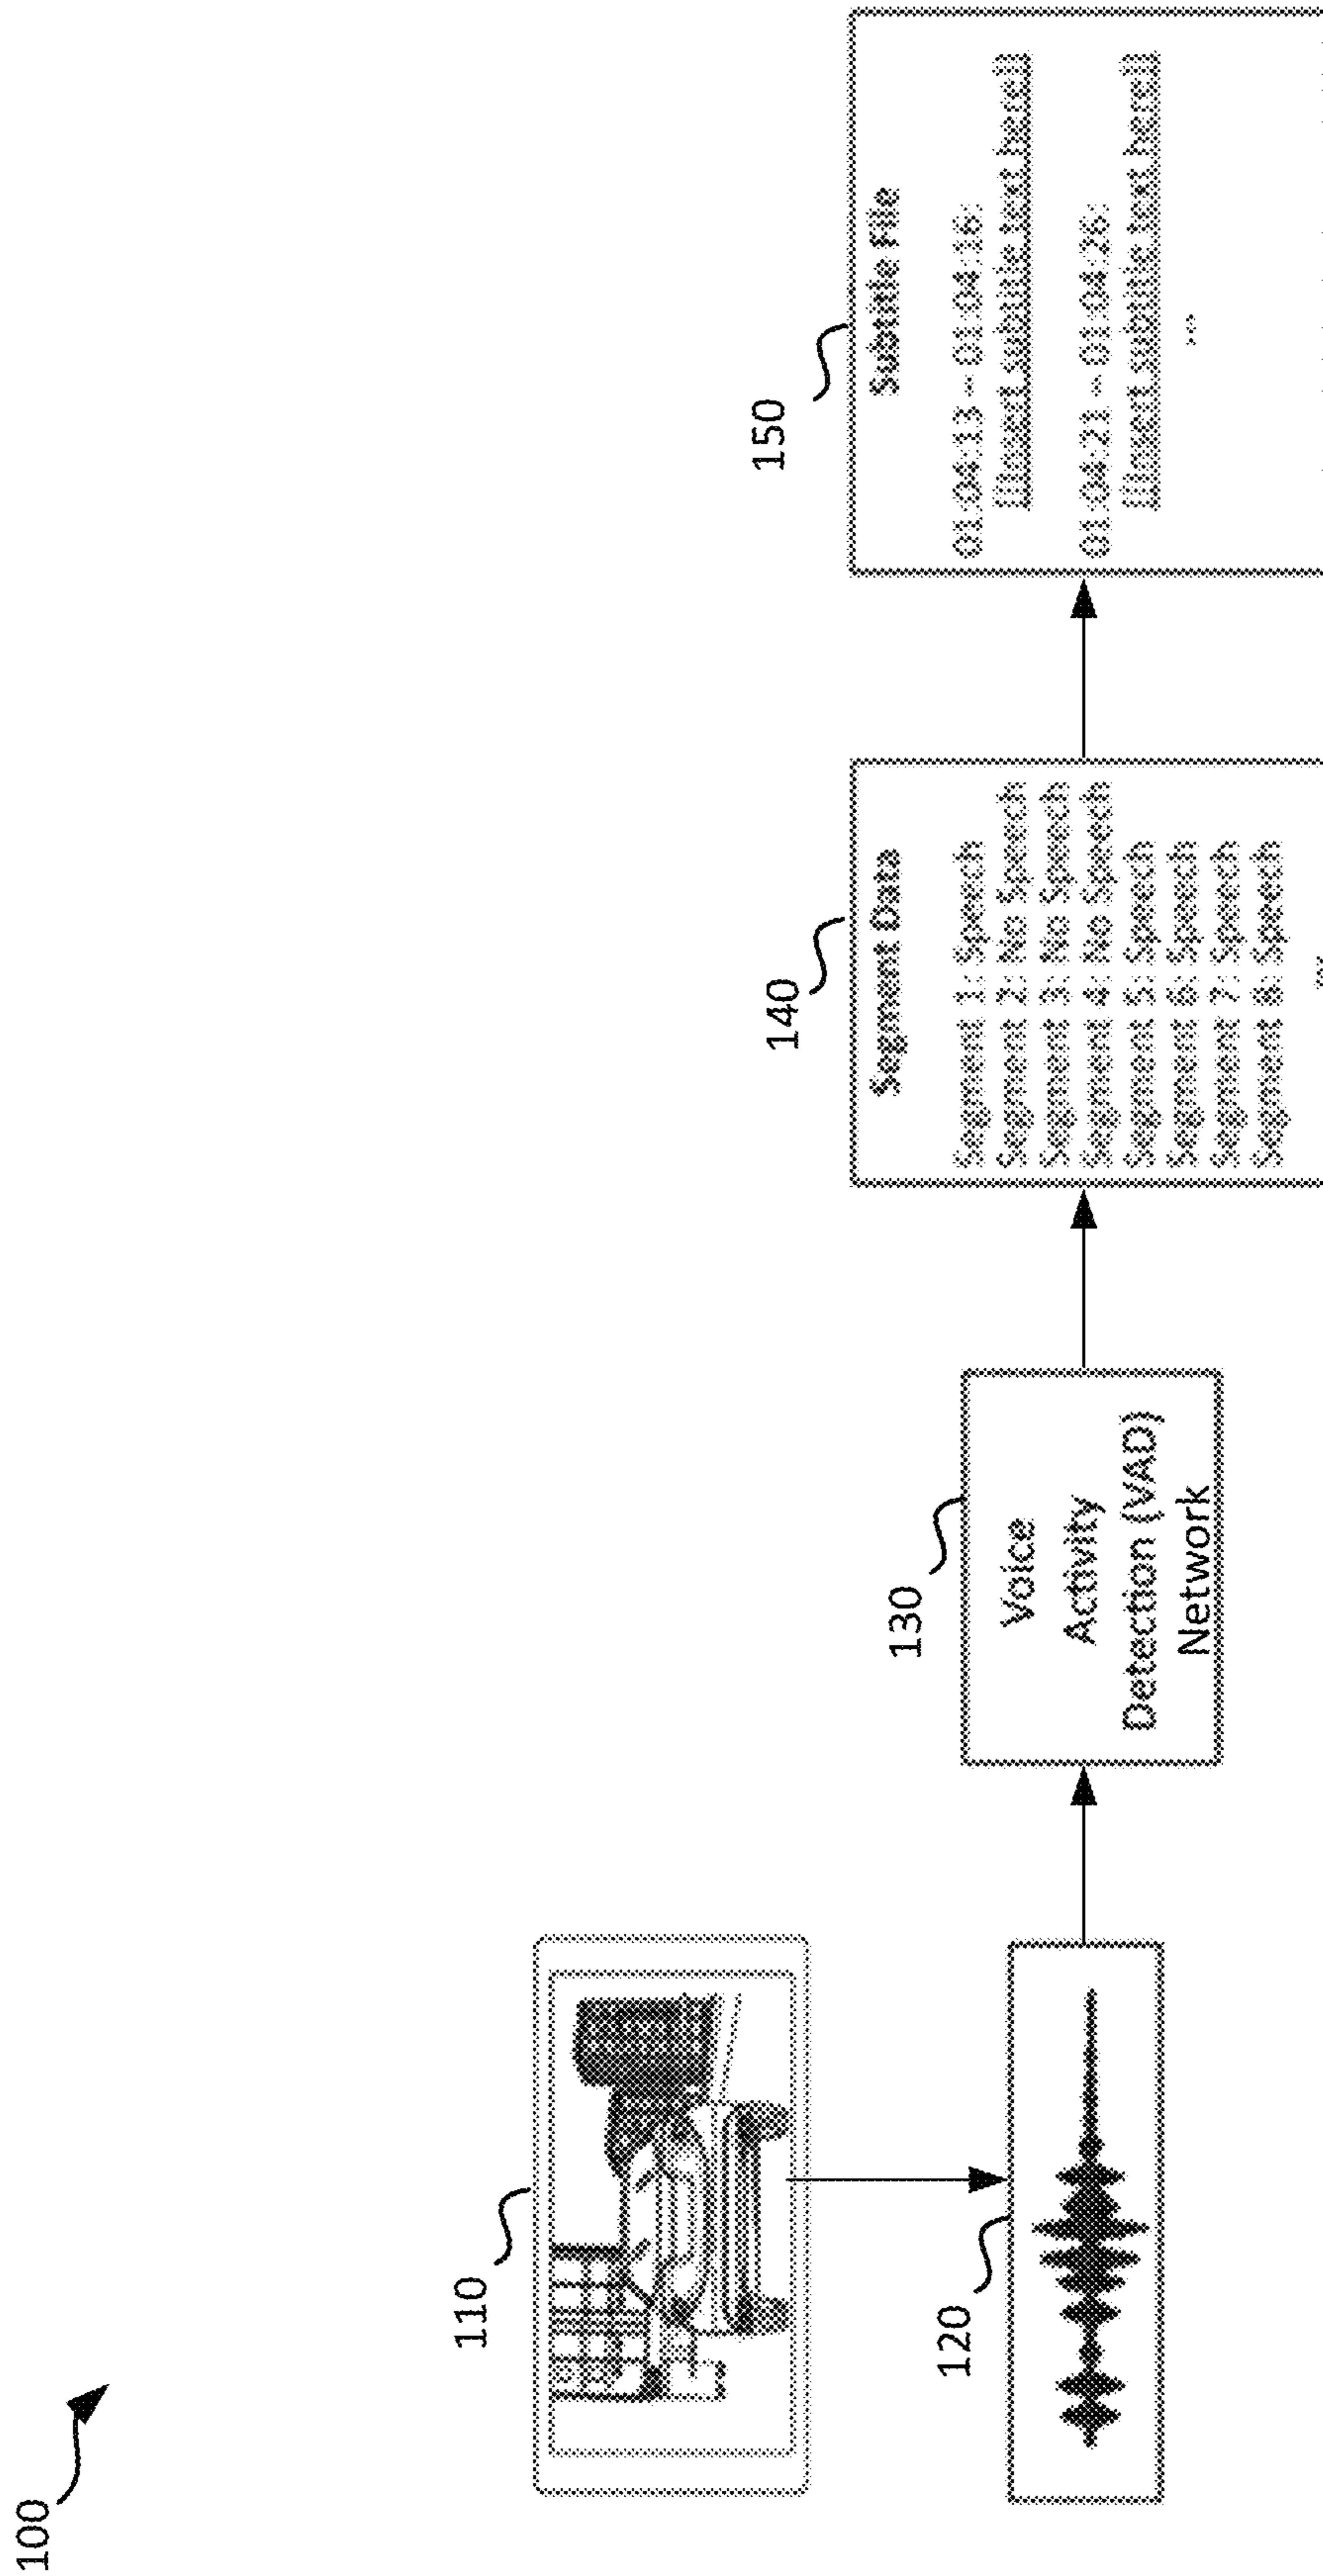 100
110
120
130
Voice
Activity
Detection (VAD)
Network
140
Segment Data
Segment 1: Speech
Segment 2: No Speech
Segment 3: No Speech
Segment 4: No Speech
Segment 5: Speech
Segment 6: Speech
Segment 7: Speech
Segment 8: Speech
...
150
Subtitle File
01:04:13 – 01:04:16:
[[Insert subtitle text here]]
01:04:21 – 01:04:26:
[[Insert subtitle text here]]
...